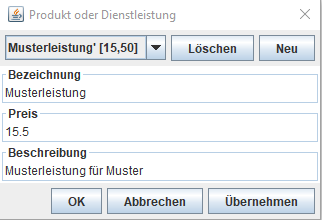 Produkt oder Dienstleistung
Musterleistung' [15,50] Löschen Neu
Bezeichnung
Musterleistung
Preis
15.5
Beschreibung
Musterleistung für Muster
OK Abbrechen Übernehmen